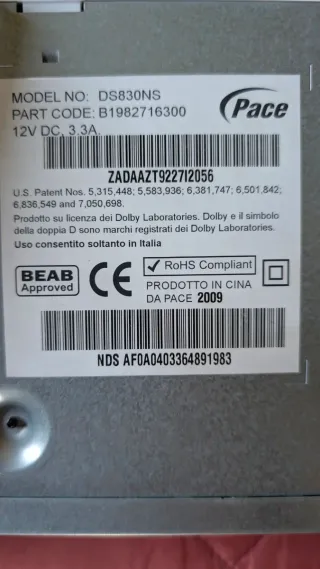 MODEL NO: DS830NS
PART CODE: B1982716300
12V DC, 3.3A
Pace
ZADAAZT9227I2056
U.S. Patent Nos. 5,315,448; 5,583,936; 6,381,747; 6,501,842;
6,836,549 and 7,050,698.
Prodotto su licenza dei Dolby Laboratories. Dolby e il simbolo
della doppia D sono marchi registrati dei Dolby Laboratories.
Uso consentito soltanto in Italia
BEAB
Approved
CE
✓ RoHS Compliant
PRODOTTO IN CINA
DA PACE 2009
NDS AF0A0403364891983